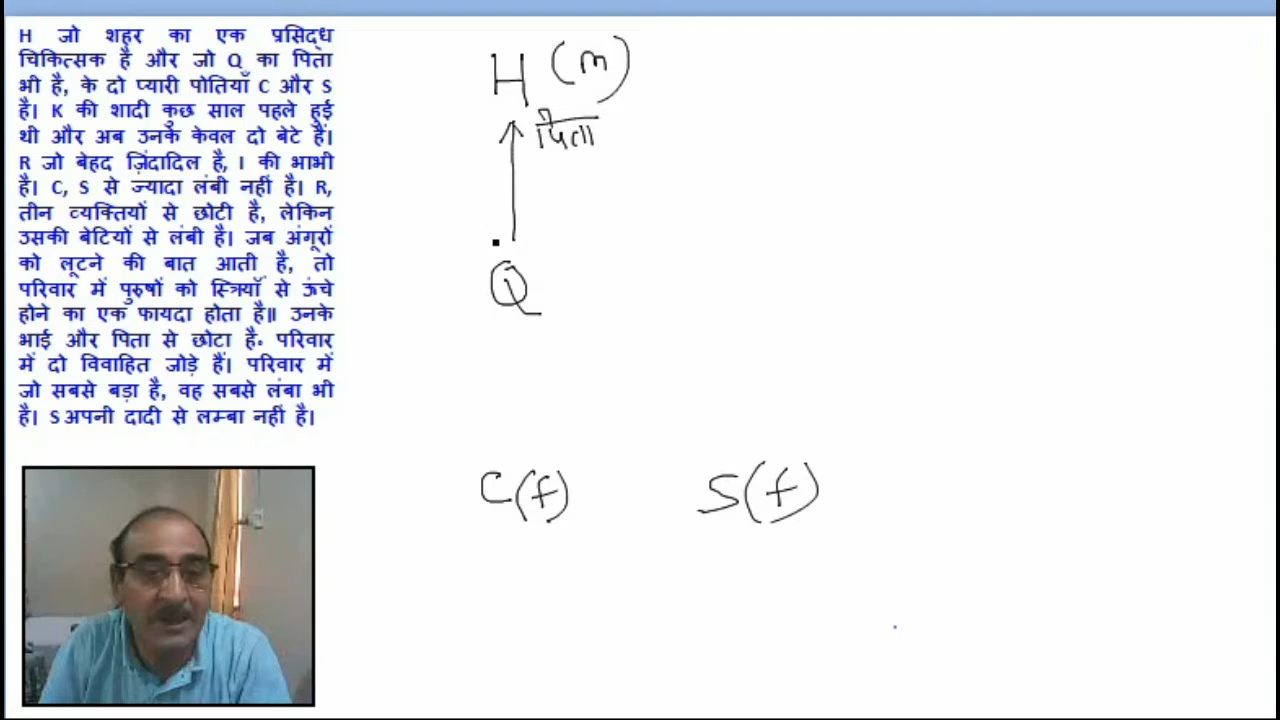 H जो शहर का एक प्रसिद्ध
चिकित्सक है और जो Q का पिता
भी है, के दो प्यारी पोतियाँ C और S
है। K की शादी कुछ साल पहले हुई
थी और अब उनके केवल दो बेटे हैं।
R जो बेहद ज़िंदादिल है, I की भाभी
है। C, S से ज्यादा लंबी नहीं है। R,
तीन व्यक्तियों से छोटी है, लेकिन
उसकी बेटियों से लंबी है। जब अंगूरों
को लूटने की बात आती है, तो
परिवार में पुरुषों को स्त्रियाँ से ऊंचे
होने का एक फायदा होता है॥ उनके
भाई और पिता से छोटा है. परिवार
में दो विवाहित जोड़े हैं। परिवार में
जो सबसे बड़ा है, वह सबसे लंबा भी
है। S अपनी दादी से लम्बा नहीं है।
H (m)
पिता
Q
C(f) S(f)